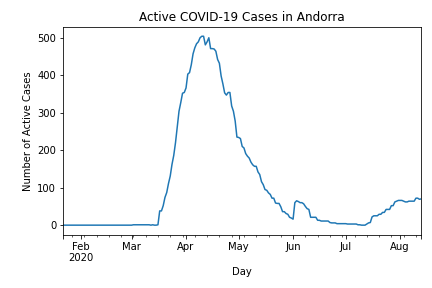 Active COVID-19 Cases in Andorra
Number of Active Cases
500
400
300
200
100
0
Feb Mar Apr May Jun Jul Aug
2020
Day